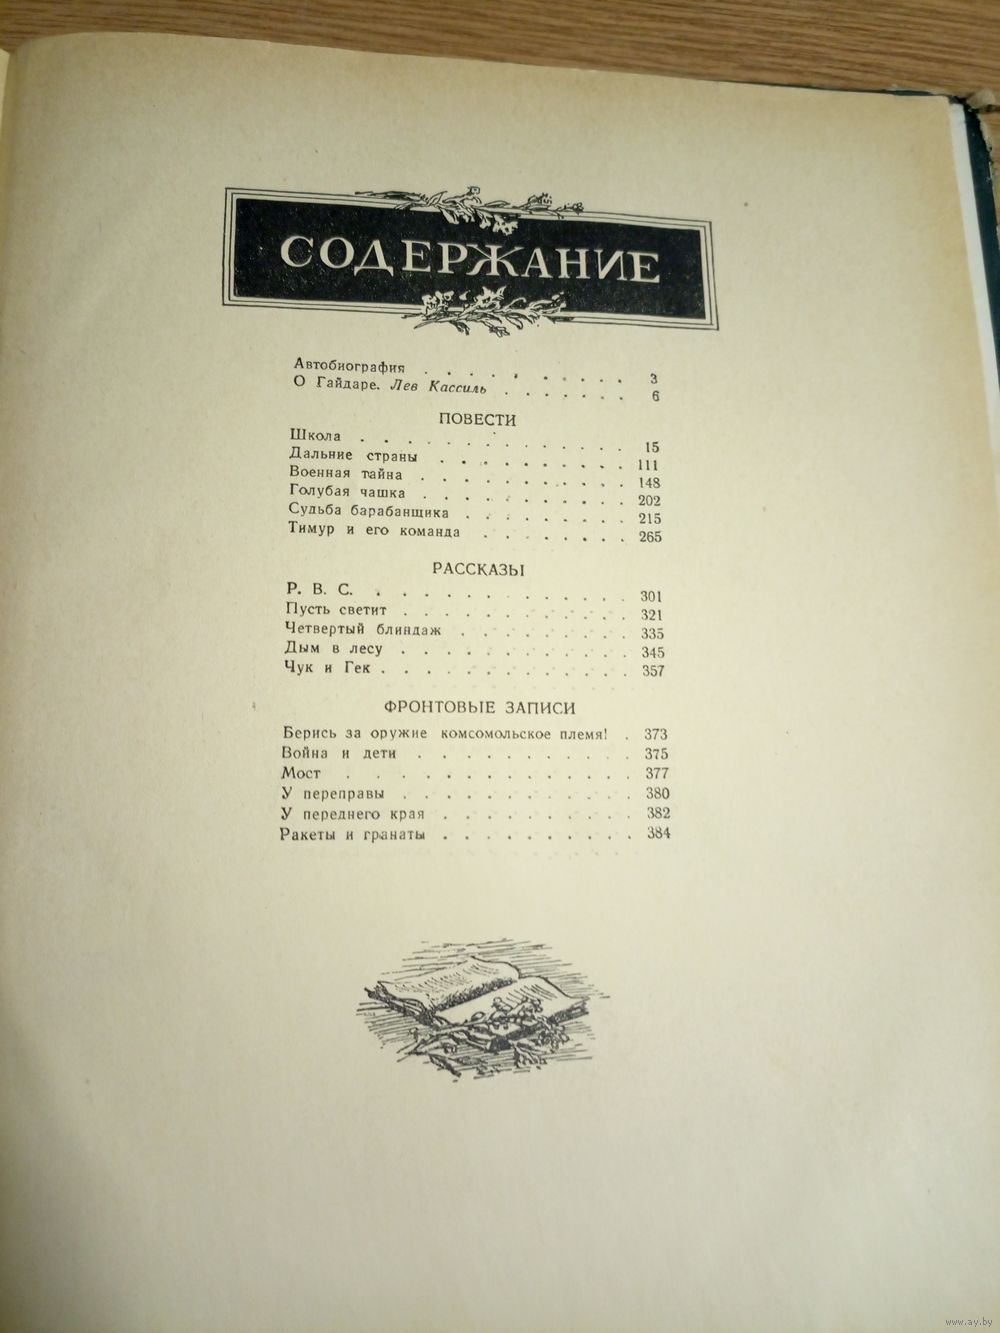 СОДЕРЖАНИЕ
Автобиография . . . . . . . . . . 3
О Гайдаре. Лев Кассиль . . . . . . . 6
ПОВЕСТИ
Школа . . . . . . . . . . . . . 15
Дальние страны . . . . . . . . . 111
Военная тайна . . . . . . . . . . 148
Голубая чашка . . . . . . . . . . 202
Судьба барабанщика . . . . . . . . 215
Тимур и его команда . . . . . . . 265
РАССКАЗЫ
Р. В. С. . . . . . . . . . . . 301
Пусть светит . . . . . . . . . . 321
Четвертый блиндаж . . . . . . . . 335
Дым в лесу . . . . . . . . . . 345
Чук и Гек . . . . . . . . . . . 357
ФРОНТОВЫЕ ЗАПИСИ
Берись за оружие комсомольское племя! . 373
Война и дети . . . . . . . . . . 375
Мост . . . . . . . . . . . . 377
У переправы . . . . . . . . . . 380
У переднего края . . . . . . . . 382
Ракеты и гранаты . . . . . . . . 384
www.ay.by